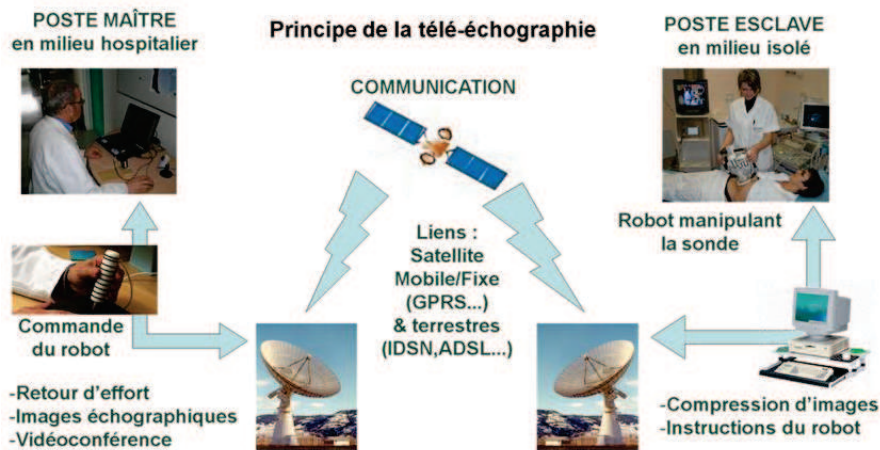 POSTE MAÎTRE
en milieu hospitalier
Principe de la télé-échographie
POSTE ESCLAVE
en milieu isolé
COMMUNICATION
Robot manipulant
la sonde
Liens :
Satellite
Mobile/Fixe
(GPRS...)
& terrestres
(IDSN,ADSL...)
Commande
du robot
-Retour d'effort
-Images échographiques
-Vidéoconférence
-Compression d'images
-Instructions du robot